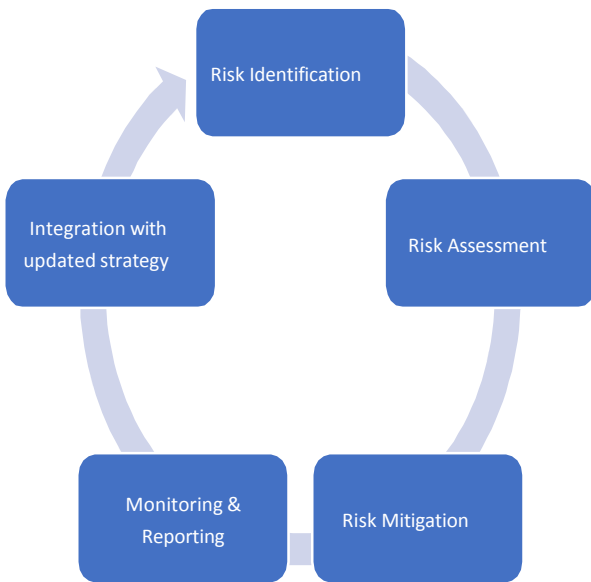 Risk Identification
Risk Assessment
Risk Mitigation
Monitoring &
Reporting
Integration with
updated strategy